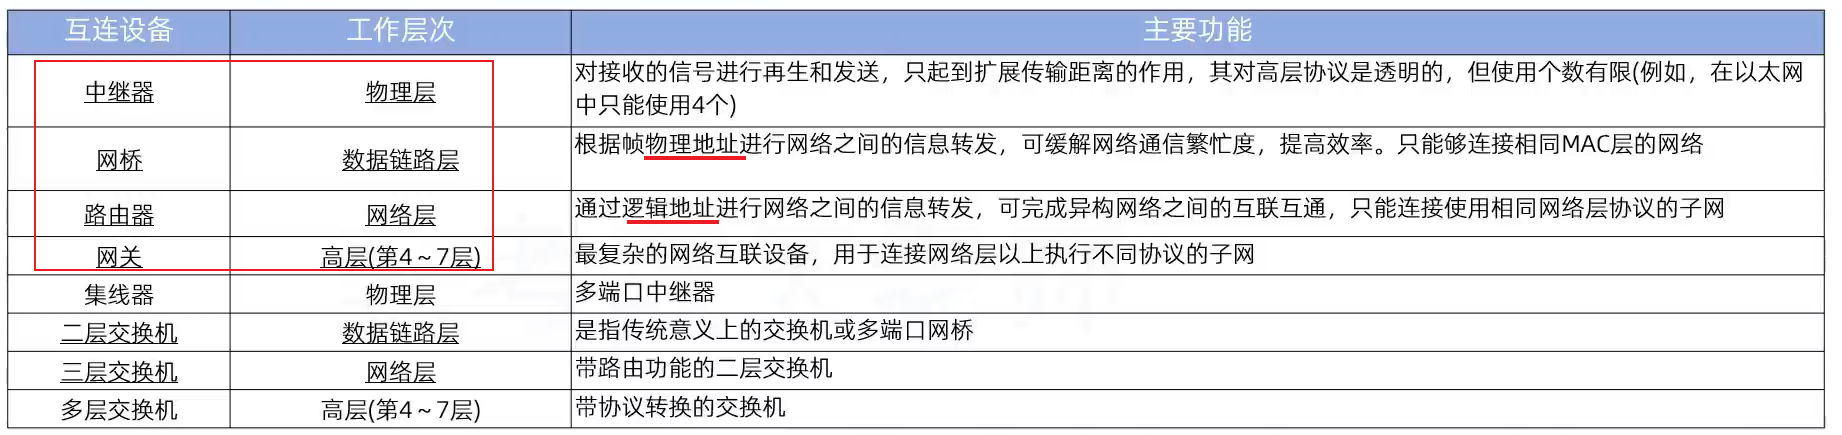 互连设备 工作层次 主要功能
中继器 物理层 对接收的信号进行再生和发送，只起到扩展传输距离的作用，其对高层协议是透明的，但使用个数有限(例如，在以太网
中只能使用4个)
网桥 数据链路层 根据帧物理地址进行网络之间的信息转发，可缓解网络通信繁忙度，提高效率。只能够连接相同MAC层的网络
路由器 网络层 通过逻辑地址进行网络之间的信息转发，可完成异构网络之间的互联互通，只能连接使用相同网络层协议的子网
网关 高层(第4～7层) 最复杂的网络互联设备，用于连接网络层以上执行不同协议的子网
集线器 物理层 多端口中继器
二层交换机 数据链路层 是指传统意义上的交换机或多端口网桥
三层交换机 网络层 带路由功能的二层交换机
多层交换机 高层(第4～7层) 带协议转换的交换机